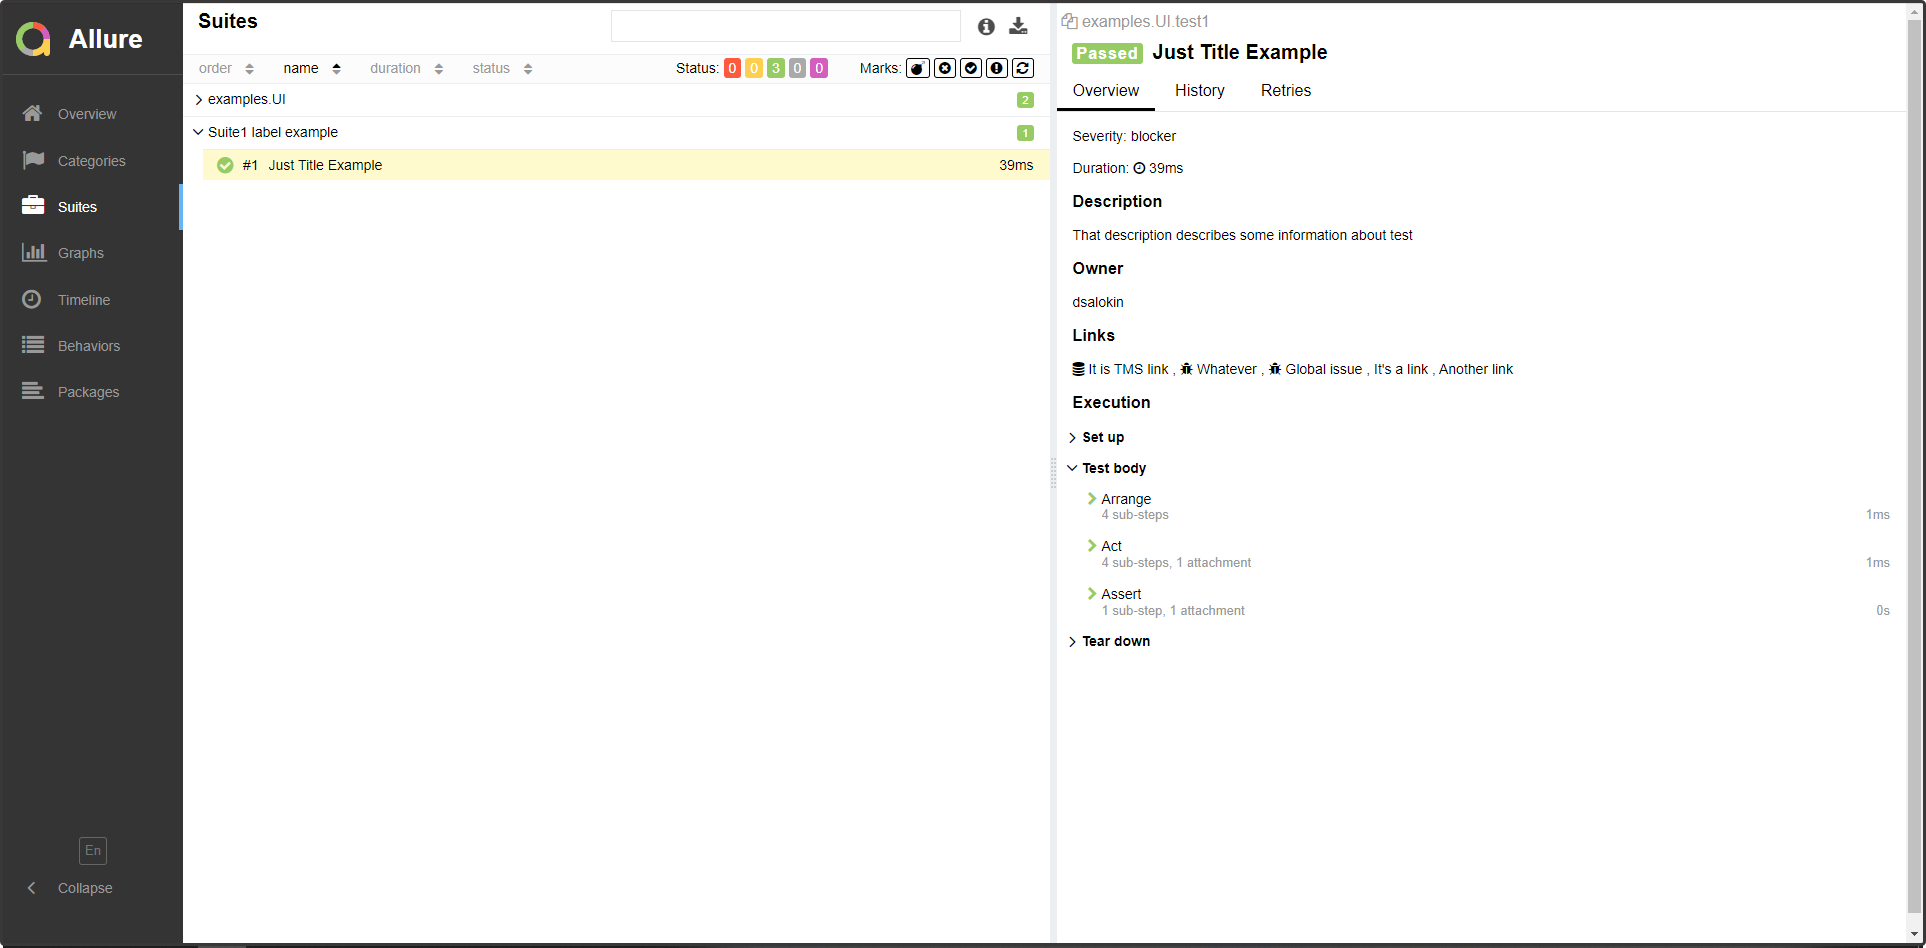 Allure
Overview
Categories
Suites
Graphs
Timeline
Behaviors
Packages
En
Collapse
Suites
order name duration status Status: 0 0 3 0 0 Marks:
examples.UI 2
Suite1 label example 1
#1 Just Title Example 39ms
examples.UI.test1
Passed Just Title Example
Overview History Retries
Severity: blocker
Duration: 39ms
Description
That description describes some information about test
Owner
dsalokin
Links
It is TMS link , Whatever , Global issue , It's a link , Another link
Execution
Set up
Test body
Arrange
4 sub-steps 1ms
Act
4 sub-steps, 1 attachment 1ms
Assert
1 sub-step, 1 attachment 0s
Tear down